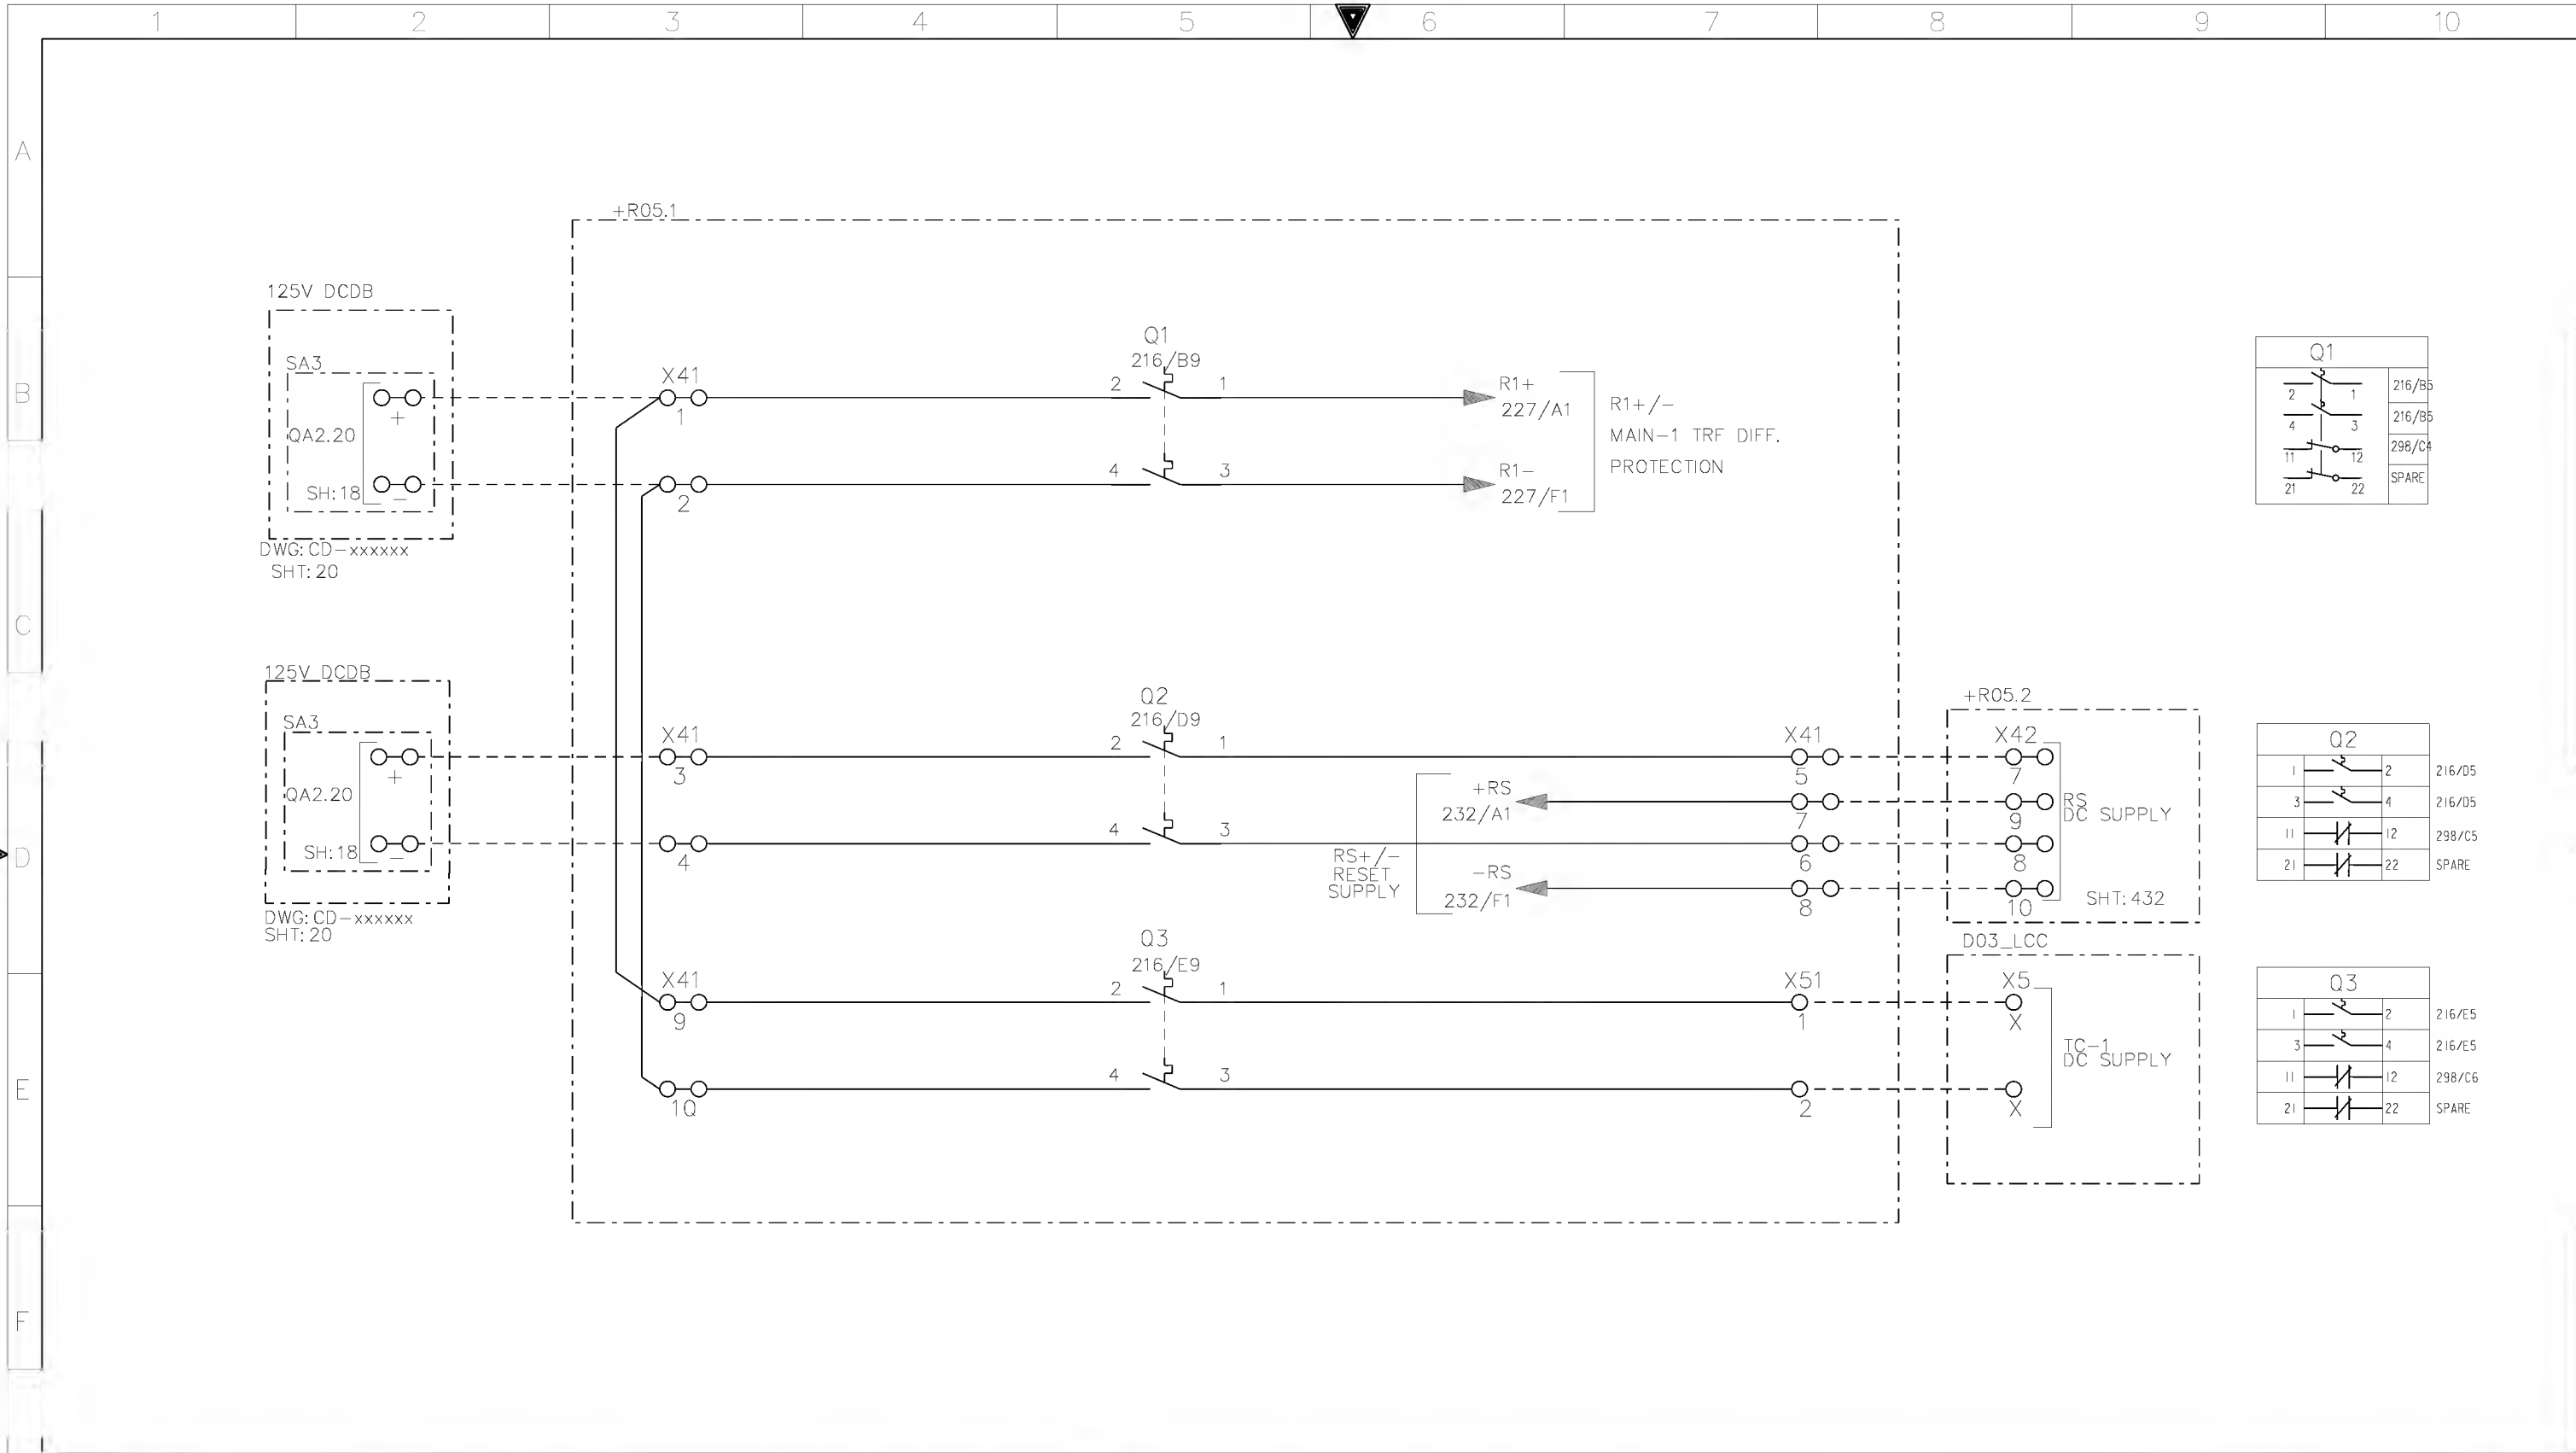 1 2 3 4 5 6 7 8 9 10
A
B
C
D
E
F
+R05.1
125V DCDB
SA3
+
QA2.20
SH:18
−
DWG:CD-xxxxxx
SHT:20
X41
1
2
Q1
216/B9
2 1
4 3
R1+
227/A1
R1-
227/F1
R1+/-
MAIN-1 TRF DIFF.
PROTECTION
Q1
2 1 216/B5
4 3 216/B5
11 12 298/C4
21 22 SPARE
125V DCDB
SA3
+
QA2.20
SH:18
−
DWG:CD-xxxxxx
SHT:20
X41
3
4
Q2
216/D9
2 1
4 3
+RS
232/A1
-RS
232/F1
RS+/-
RESET
SUPPLY
X41
5
7
6
8
+R05.2
X42
7
9
8
10
RS
DC SUPPLY
SHT:432
Q2
1 2 216/D5
3 4 216/D5
11 12 298/C5
21 22 SPARE
X41
9
10
Q3
216/E9
2 1
4 3
X51
1
2
D03_LCC
X5
X
X
TC-1
DC SUPPLY
Q3
1 2 216/E5
3 4 216/E5
11 12 298/C6
21 22 SPARE